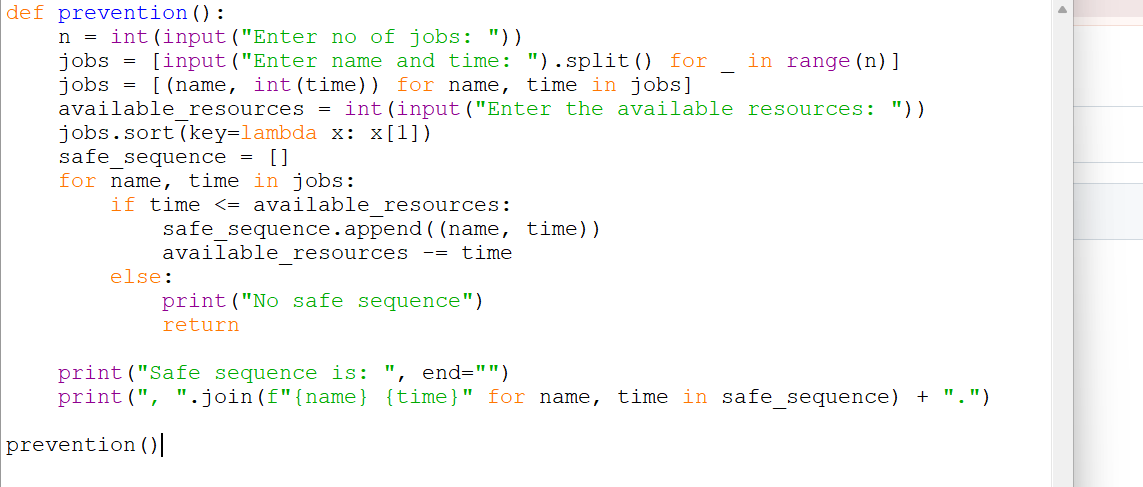 def prevention():
    n = int(input("Enter no of jobs: "))
    jobs = [input("Enter name and time: ").split() for _ in range(n)]
    jobs = [(name, int(time)) for name, time in jobs]
    available_resources = int(input("Enter the available resources: "))
    jobs.sort(key=lambda x: x[1])
    safe_sequence = []
    for name, time in jobs:
        if time <= available_resources:
            safe_sequence.append((name, time))
            available_resources -= time
        else:
            print("No safe sequence")
            return

    print("Safe sequence is: ", end="")
    print(", ".join(f"{name} {time}" for name, time in safe_sequence) + ".")

prevention()